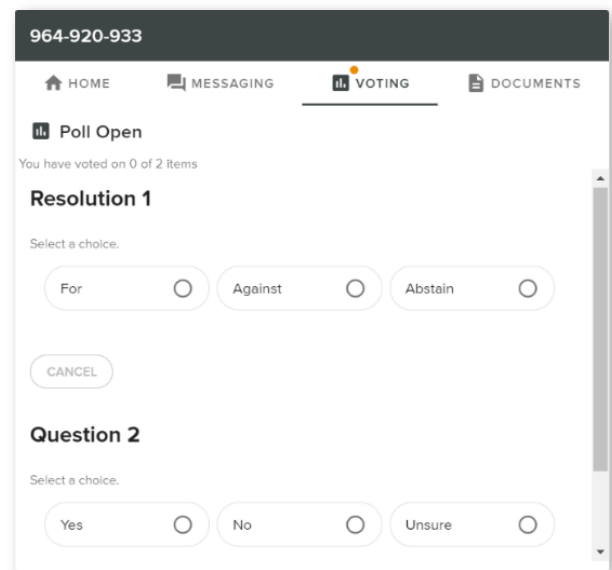 964-920-933
HOME MESSAGING VOTING DOCUMENTS
Poll Open
You have voted on 0 of 2 items
Resolution 1
Select a choice.
For Against Abstain
CANCEL
Question 2
Select a choice.
Yes No Unsure